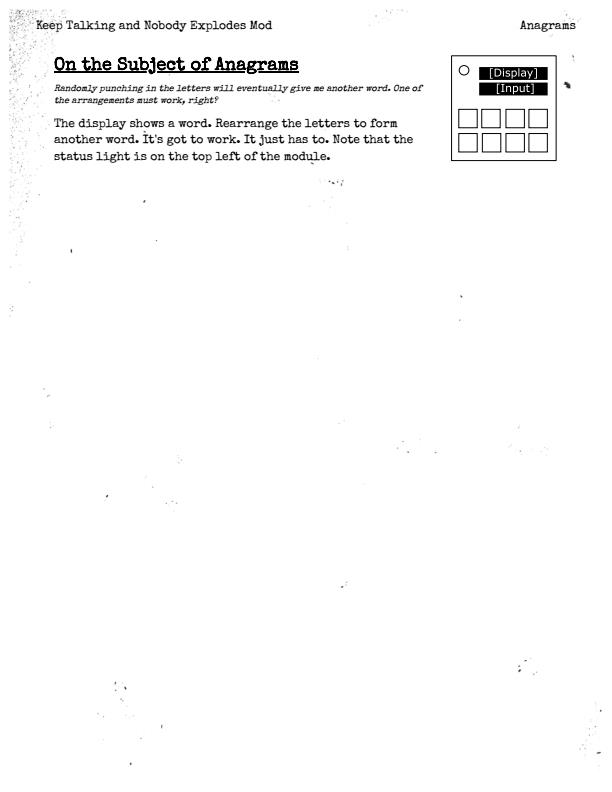 Keep Talking and Nobody Explodes Mod
Anagrams
On the Subject of Anagrams
Randomly punching in the letters will eventually give me another word. One of
the arrangements must work, right?
The display shows a word. Rearrange the letters to form
another word. It's got to work. It just has to. Note that the
status light is on the top left of the module.
[Display]
[Input]